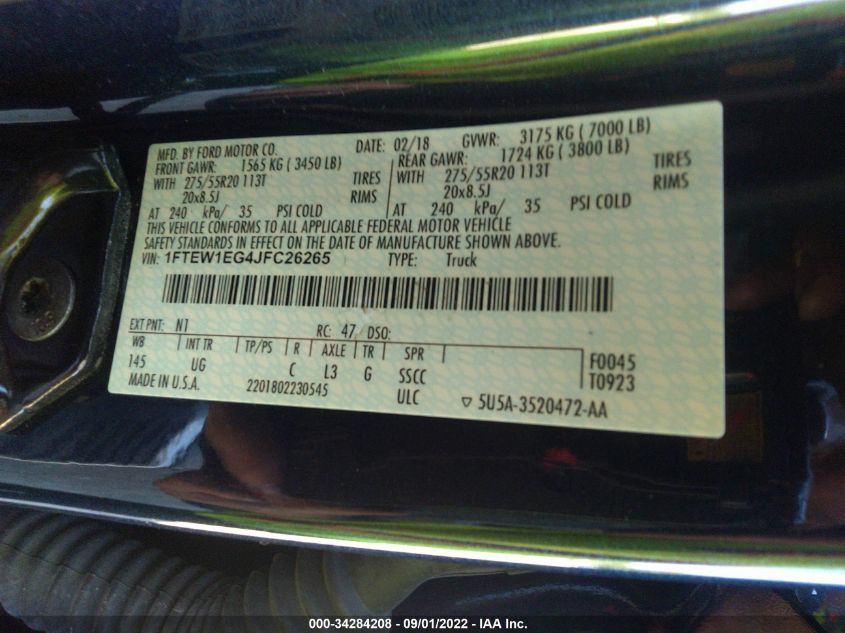 MFD. BY FORD MOTOR CO. DATE: 02/18 GVWR: 3175 KG ( 7000 LB)
FRONT GAWR: 1565 KG ( 3450 LB) REAR GAWR: 1724 KG ( 3800 LB)
WITH 275/55R20 113T TIRES WITH 275/55R20 113T TIRES
20x8.5J RIMS 20x8.5J RIMS
AT 240 kPa/ 35 PSI COLD AT 240 kPa/ 35 PSI COLD
THIS VEHICLE CONFORMS TO ALL APPLICABLE FEDERAL MOTOR VEHICLE
SAFETY STANDARDS IN EFFECT ON THE DATE OF MANUFACTURE SHOWN ABOVE.
VIN: 1FTEW1EG4JFC26265 TYPE: Truck
EXT PNT: N1 RC: 47 DSO:
WB INT TR TP/PS R AXLE TR SPR F0045
145 UG C L3 G SSCC T0923
MADE IN U.S.A. 2201802230545 ULC ▽ 5U5A-3520472-AA
000-34284208 - 09/01/2022 - IAA Inc.